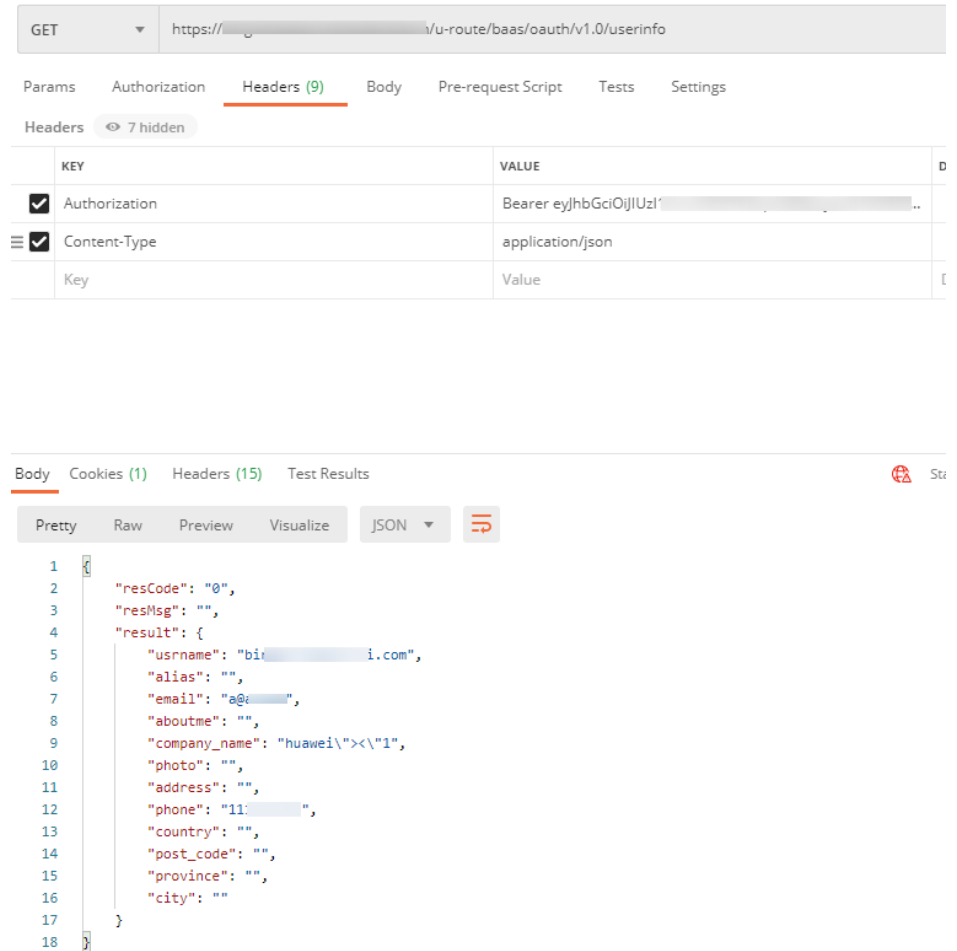 GET https:// /u-route/baas/oauth/v1.0/userinfo
Params Authorization Headers (9) Body Pre-request Script Tests Settings
Headers 7 hidden
KEY VALUE D
Authorization Bearer eyJhbGciOiJIUzI1 ..
Content-Type application/json
Key Value D
Body Cookies (1) Headers (15) Test Results Sta
Pretty Raw Preview Visualize JSON
1 {
2 "resCode": "0",
3 "resMsg": "",
4 "result": {
5 "usrname": "bin i.com",
6 "alias": "",
7 "email": "a@a ",
8 "aboutme": "",
9 "company_name": "huawei\"><\"1",
10 "photo": "",
11 "address": "",
12 "phone": "11 ",
13 "country": "",
14 "post_code": "",
15 "province": "",
16 "city": ""
17 }
18 }